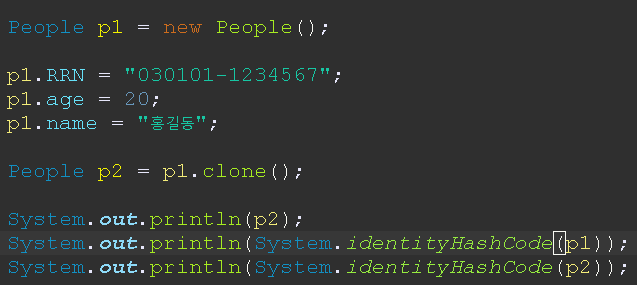 People p1 = new People();
p1.RRN = "030101-1234567";
p1.age = 20;
p1.name = "홍길동";
People p2 = p1.clone();
System.out.println(p2);
System.out.println(System.identityHashCode(p1));
System.out.println(System.identityHashCode(p2));